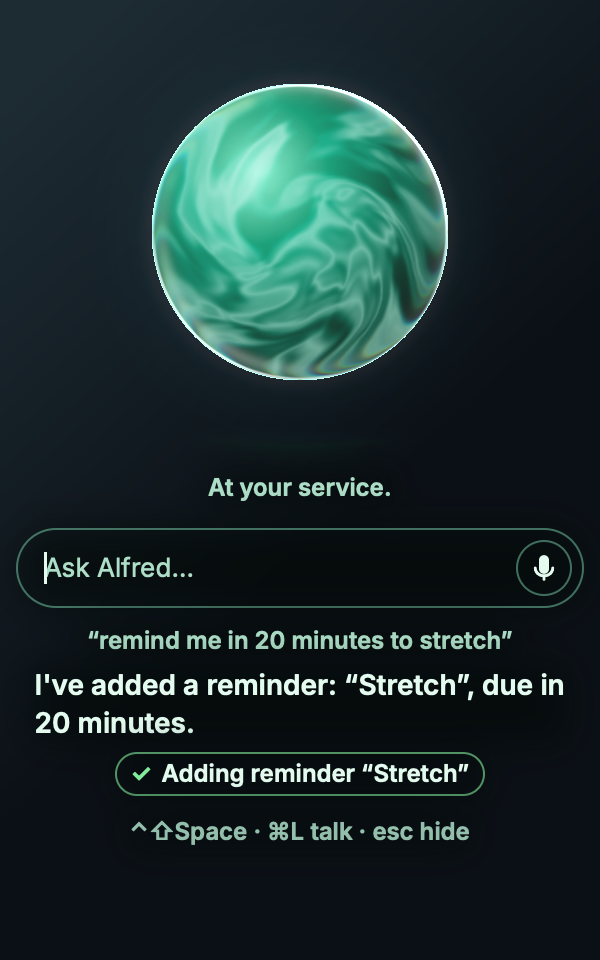 At your service.
Ask Alfred...
“remind me in 20 minutes to stretch”
I've added a reminder: “Stretch”, due in
20 minutes.
✓ Adding reminder “Stretch”
⌃⇧Space · ⌘L talk · esc hide